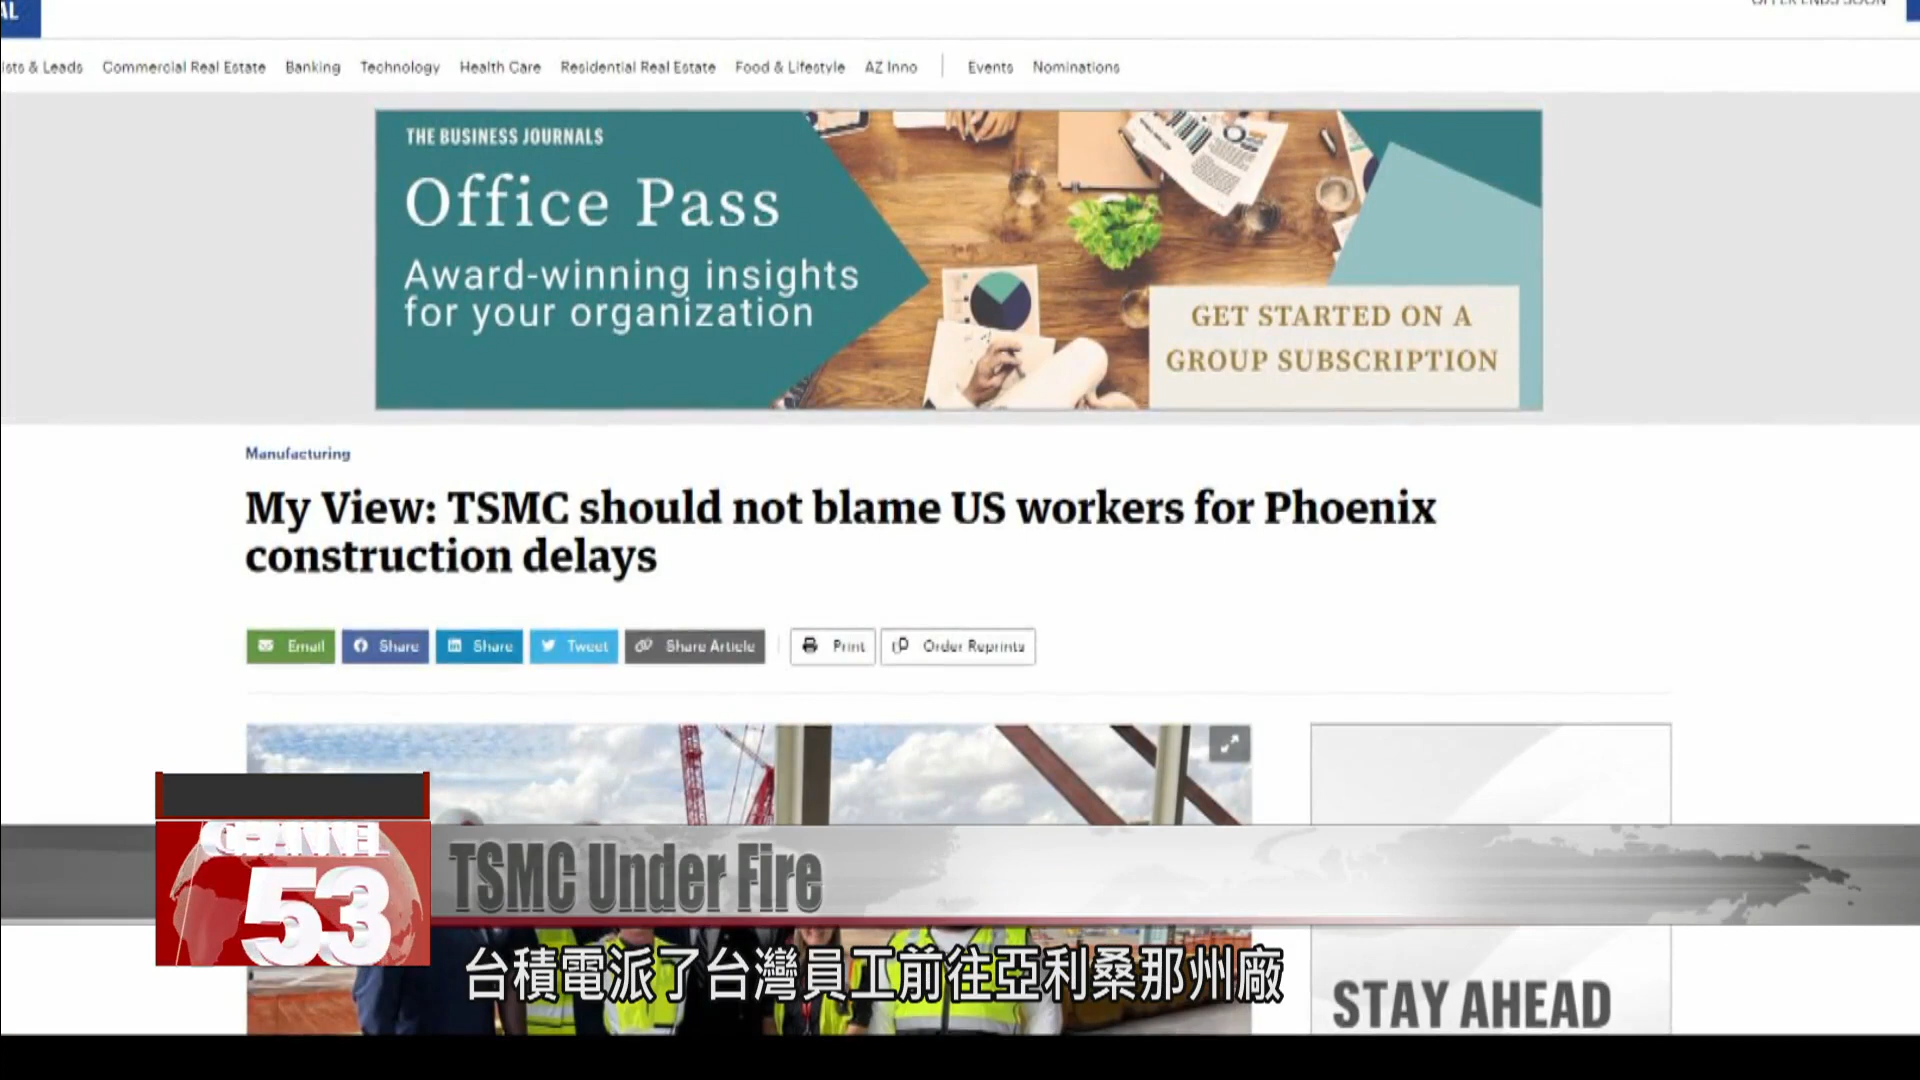 AL
ists & Leads Commercial Real Estate Banking Technology Health Care Residential Real Estate Food & Lifestyle AZ Inno Events Nominations
THE BUSINESS JOURNALS
Office Pass
Award-winning insights
for your organization
GET STARTED ON A
GROUP SUBSCRIPTION
Manufacturing
My View: TSMC should not blame US workers for Phoenix
construction delays
Email Share Share Tweet Share Article Print Order Reprints
CHANNEL
53
TSMC Under Fire
台積電派了台灣員工前往亞利桑那州廠
STAY AHEAD